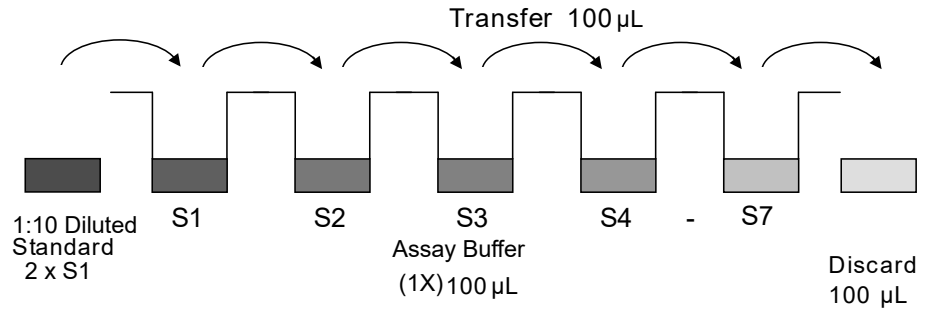 Transfer 100 µL
1:10 Diluted
Standard
2 x S1
S1
S2
S3
S4
-
S7
Assay Buffer
(1X) 100 µL
Discard
100 µL